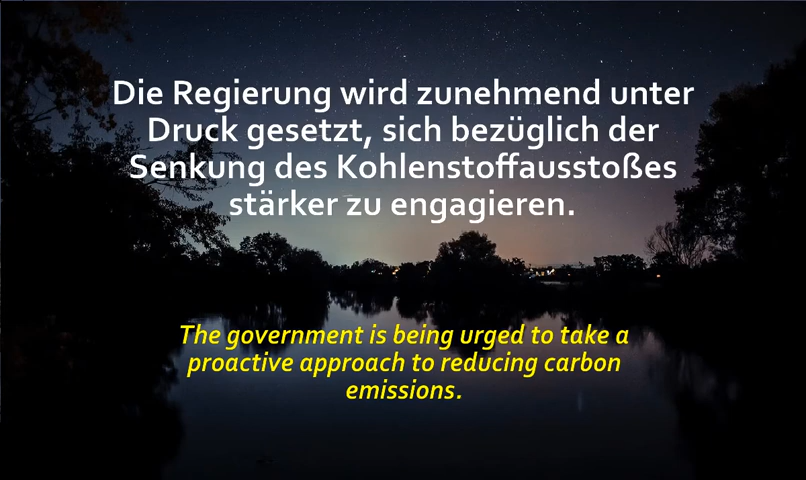 Die Regierung wird zunehmend unter
Druck gesetzt, sich bezüglich der
Senkung des Kohlenstoffausstoßes
stärker zu engagieren.
The government is being urged to take a
proactive approach to reducing carbon
emissions.